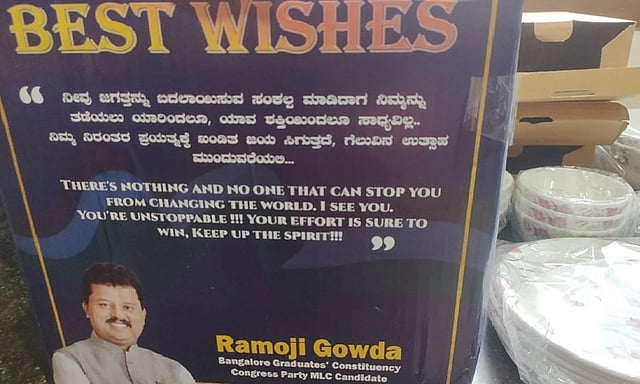 BEST WISHES
“ ನೀವು ಜಗತ್ತನ್ನು ಬದಲಾಯಿಸುವ ಸಂಕಲ್ಪ ಮಾಡಿದಾಗ ನಿಮ್ಮನ್ನು
ತಡೆಯಲು ಯಾರಿಂದಲೂ, ಯಾವ ಶಕ್ತಿಯಿಂದಲೂ ಸಾಧ್ಯವಿಲ್ಲ..
ನಿಮ್ಮ ನಿರಂತರ ಪ್ರಯತ್ನಕ್ಕೆ ಖಂಡಿತ ಜಯ ಸಿಗುತ್ತದೆ, ಗೆಲುವಿನ ಉತ್ಸಾಹ
ಮುಂದುವರೆಯಲಿ...
THERE'S NOTHING AND NO ONE THAT CAN STOP YOU
FROM CHANGING THE WORLD. I SEE YOU.
YOU'RE UNSTOPPABLE !!! YOUR EFFORT IS SURE TO
WIN, KEEP UP THE SPIRIT!!! ”
Ramoji Gowda
Bangalore Graduates' Constituency
Congress Party MLC Candidate